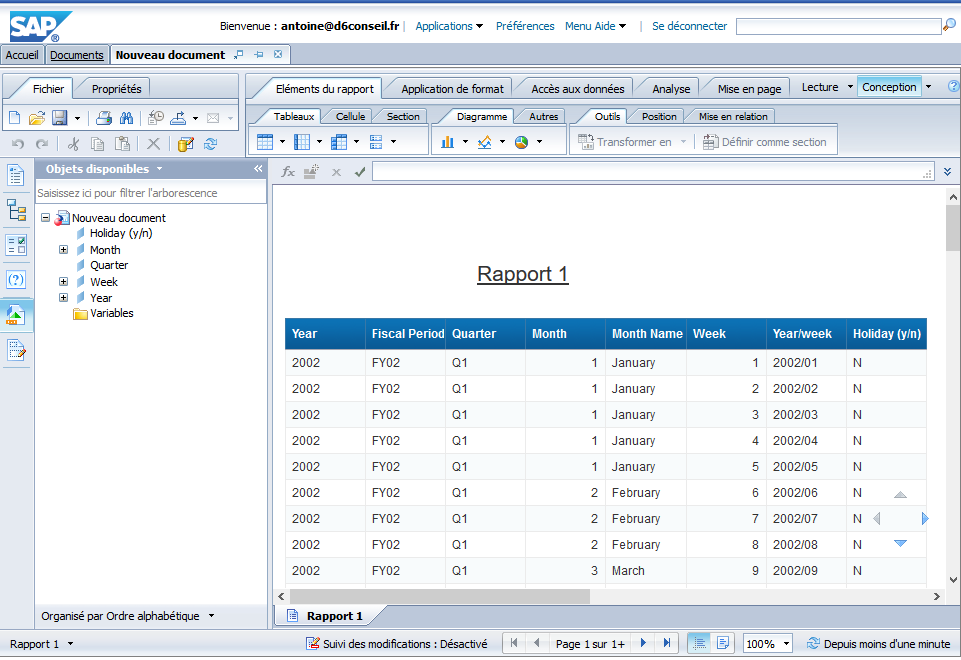 SAP® Bienvenue : antoine@d6conseil.fr | Applications Préférences Menu Aide | Se déconnecter
Accueil Documents Nouveau document
Fichier Propriétés Eléments du rapport Application de format Accès aux données Analyse Mise en page Lecture Conception
Tableaux Cellule Section Diagramme Autres Outils Position Mise en relation
Transformer en Définir comme section
Objets disponibles
Saisissez ici pour filtrer l'arborescence
Nouveau document
Holiday (y/n)
Month
Quarter
Week
Year
Variables
Rapport 1
Year Fiscal Period Quarter Month Month Name Week Year/week Holiday (y/n)
2002 FY02 Q1 1 January 1 2002/01 N
2002 FY02 Q1 1 January 2 2002/02 N
2002 FY02 Q1 1 January 3 2002/03 N
2002 FY02 Q1 1 January 4 2002/04 N
2002 FY02 Q1 1 January 5 2002/05 N
2002 FY02 Q1 2 February 6 2002/06 N
2002 FY02 Q1 2 February 7 2002/07 N
2002 FY02 Q1 2 February 8 2002/08 N
2002 FY02 Q1 3 March 9 2002/09 N
Organisé par Ordre alphabétique
Rapport 1
Rapport 1 Suivi des modifications : Désactivé Page 1 sur 1+ 100% Depuis moins d'une minute